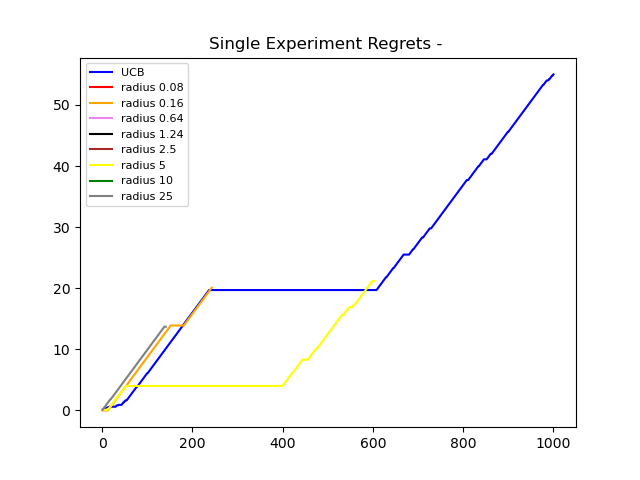 Single Experiment Regrets -
UCB
radius 0.08
radius 0.16
radius 0.64
radius 1.24
radius 2.5
radius 5
radius 10
radius 25
50
40
30
20
10
0
0 200 400 600 800 1000